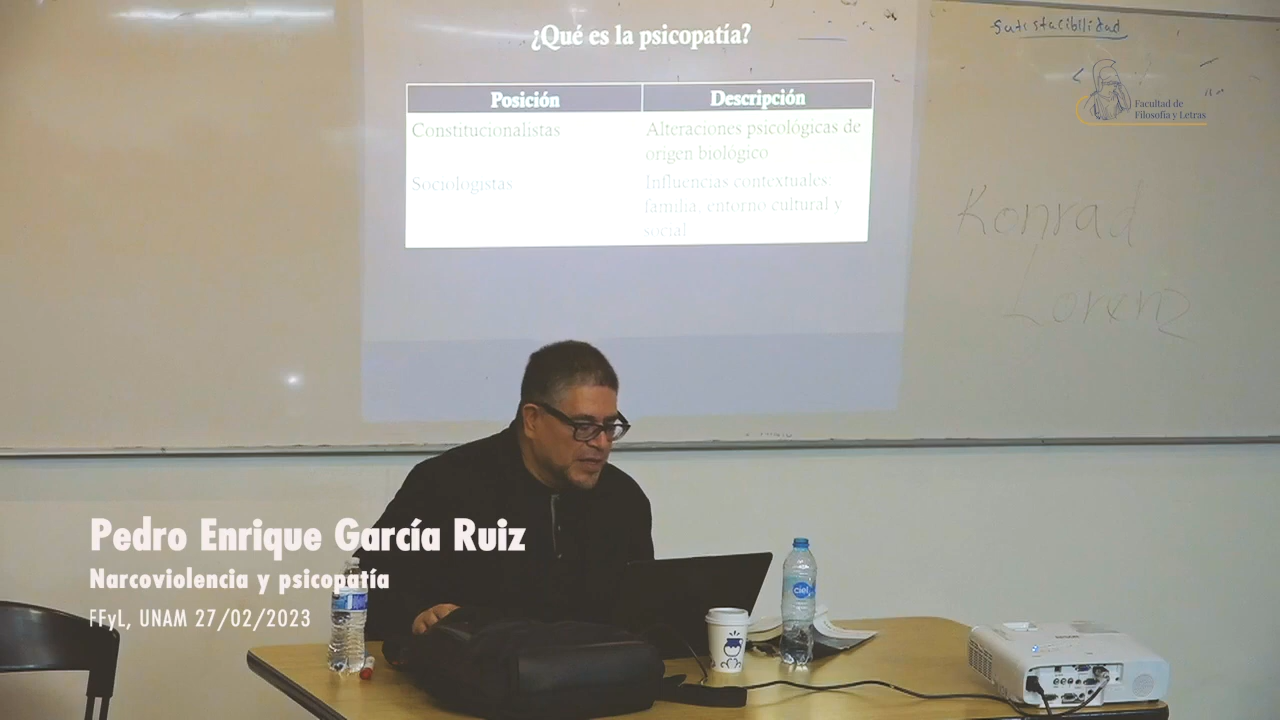 ¿Qué es la psicopatía?
Posición Descripción
Constitucionalistas Alteraciones psicológicas de
origen biológico
Sociologistas Influencias contextuales:
familia, entorno cultural y
social
Facultad de
Filosofía y Letras
Konrad
Lorenz
Pedro Enrique García Ruiz
Narcoviolencia y psicopatía
FFyL, UNAM 27/02/2023
ciel